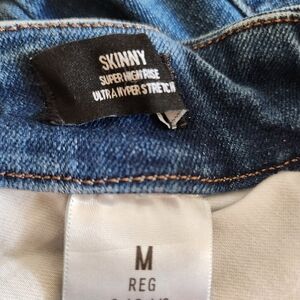 SKINNY
SUPER HIGH RISE
ULTRA HYPER STRETCH
M
REG